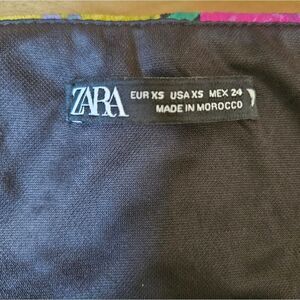 ZARA
EUR XS USA XS MEX 24
MADE IN MOROCCO